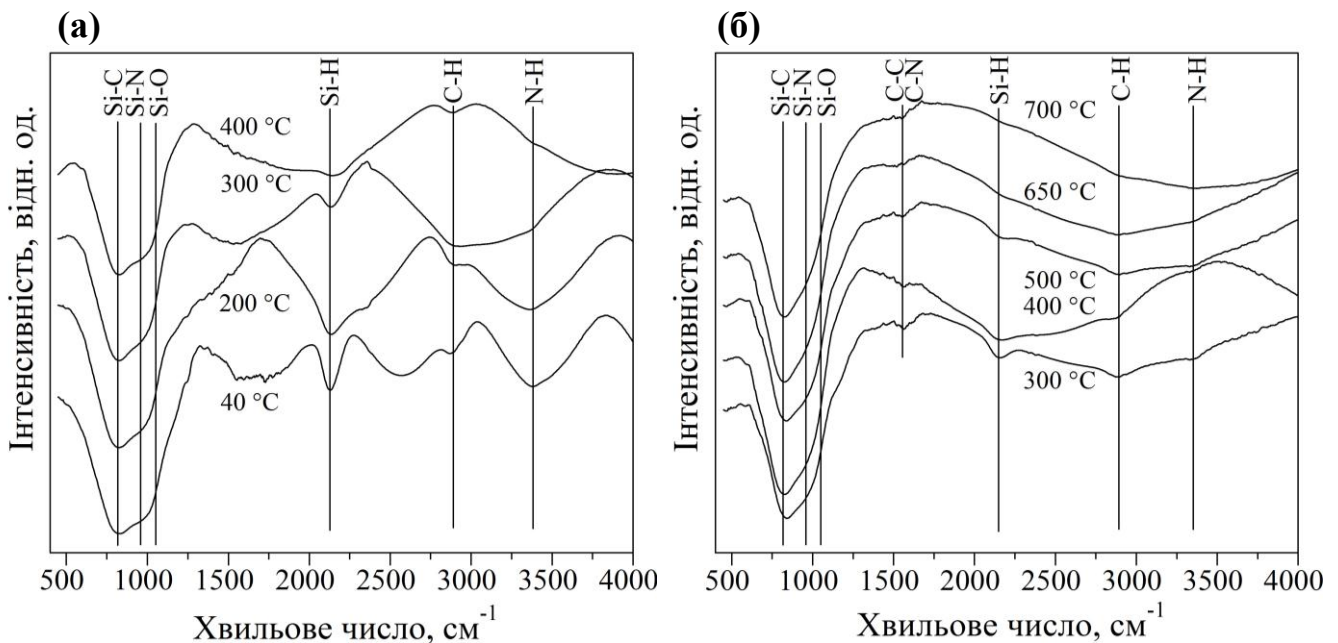 (а)
Si-C
Si-N
Si-O
Si-H
C-H
N-H
400 °C
300 °C
200 °C
40 °C
Інтенсивність, відн. од.
500 1000 1500 2000 2500 3000 3500 4000
Хвильове число, см⁻¹
(б)
Si-C
Si-N
Si-O
C-C
C-N
Si-H
C-H
N-H
700 °C
650 °C
500 °C
400 °C
300 °C
Інтенсивність, відн. од.
500 1000 1500 2000 2500 3000 3500 4000
Хвильове число, см⁻¹